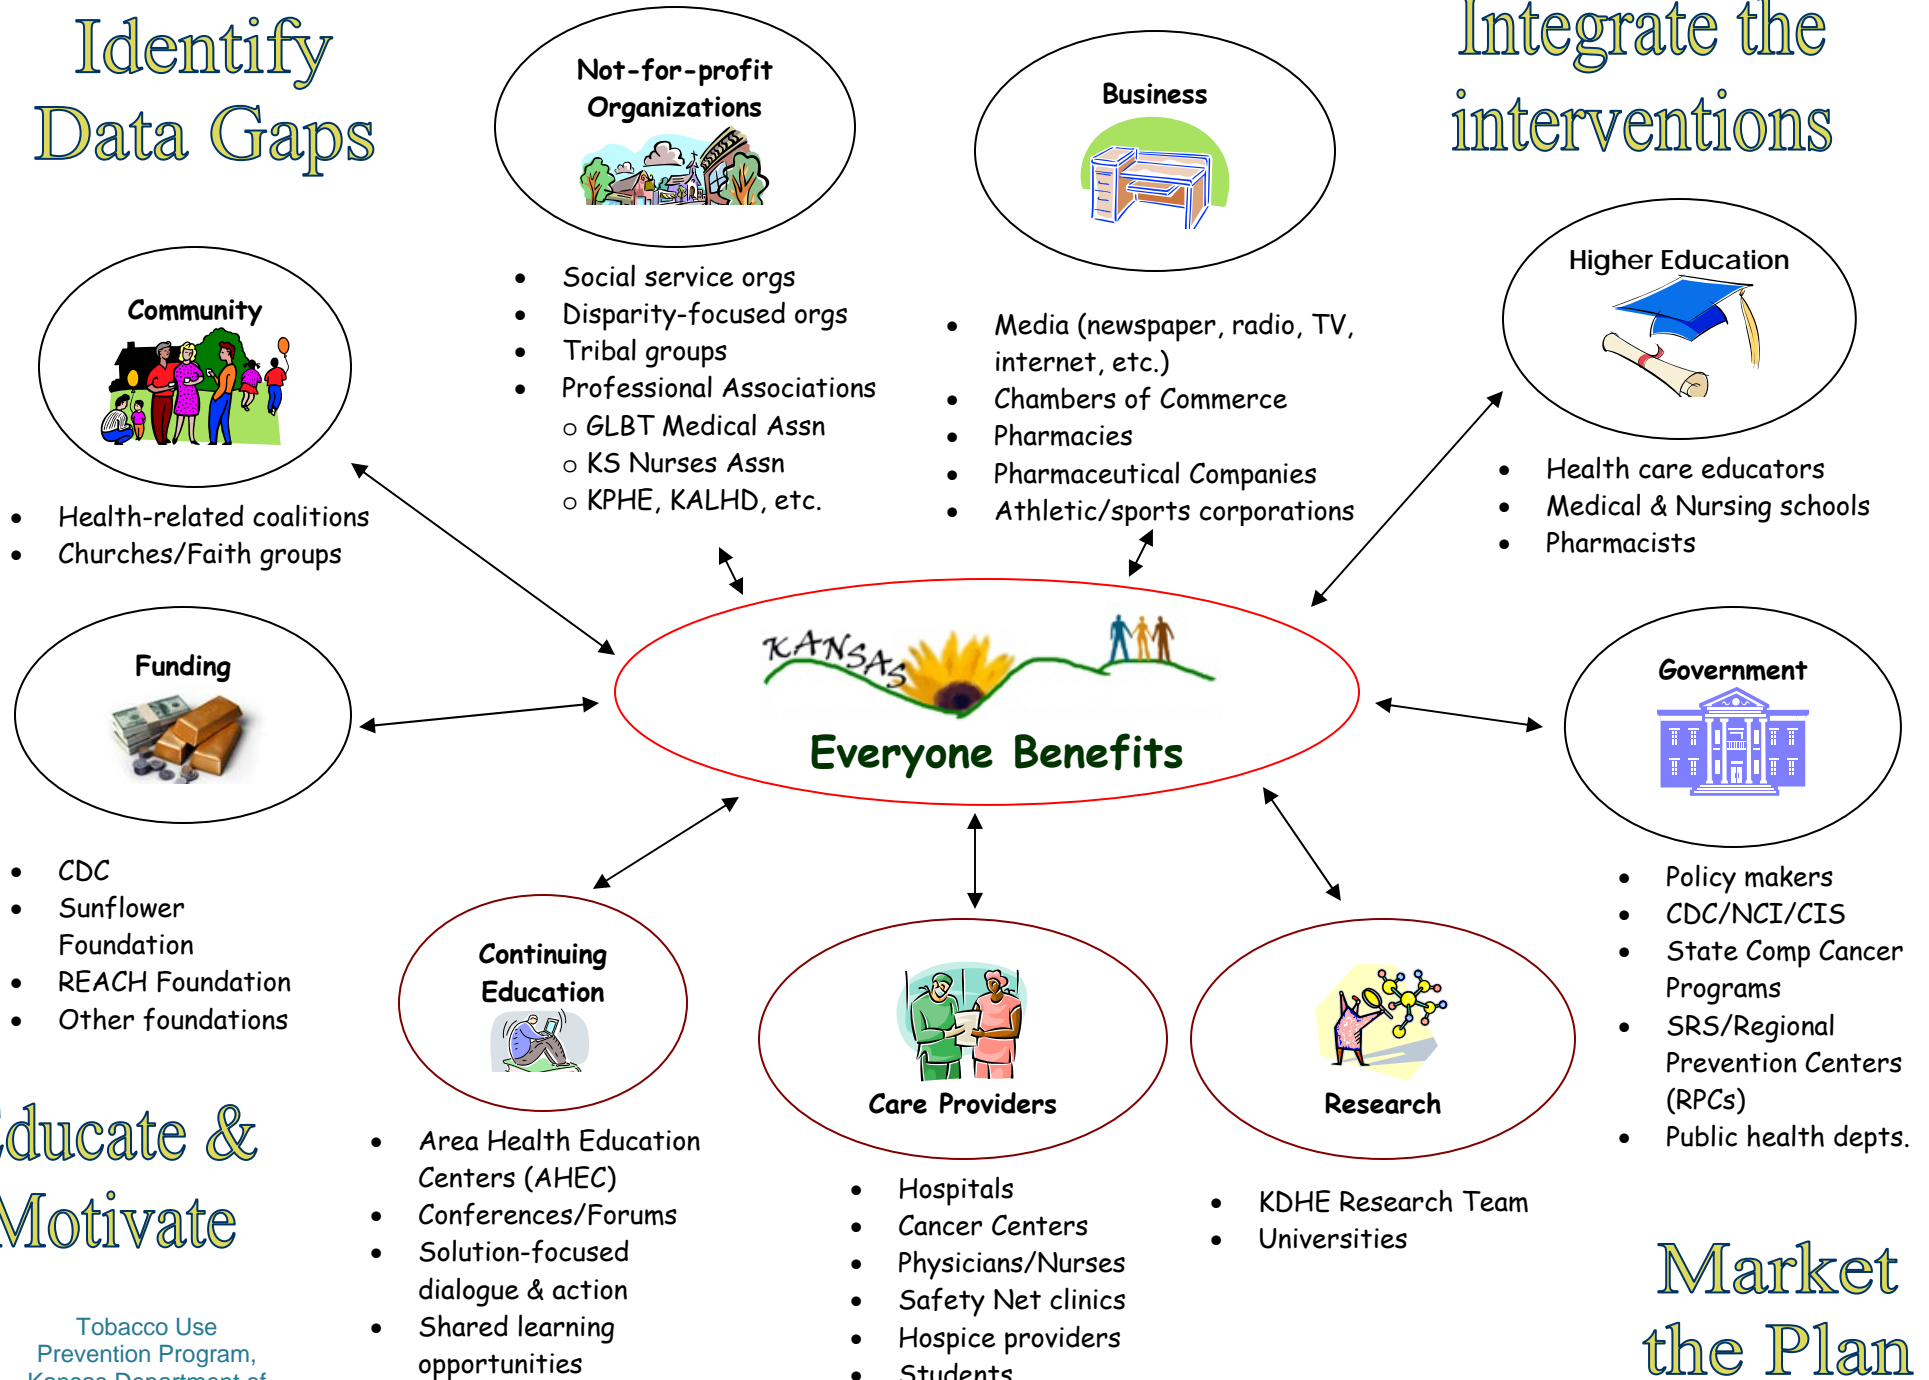 Identify
Data Gaps
Not-for-profit
Organizations
• Social service orgs
• Disparity-focused orgs
• Tribal groups
• Professional Associations
o GLBT Medical Assn
o KS Nurses Assn
o KPHE, KALHD, etc.
Business
• Media (newspaper, radio, TV,
internet, etc.)
• Chambers of Commerce
• Pharmacies
• Pharmaceutical Companies
• Athletic/sports corporations
Integrate the
interventions
Higher Education
• Health care educators
• Medical & Nursing schools
• Pharmacists
Community
• Health-related coalitions
• Churches/Faith groups
Funding
• CDC
• Sunflower
Foundation
• REACH Foundation
• Other foundations
KANSAS
Everyone Benefits
Government
• Policy makers
• CDC/NCI/CIS
• State Comp Cancer
Programs
• SRS/Regional
Prevention Centers
(RPCs)
• Public health depts.
Continuing
Education
• Area Health Education
Centers (AHEC)
• Conferences/Forums
• Solution-focused
dialogue & action
• Shared learning
opportunities
Care Providers
• Hospitals
• Cancer Centers
• Physicians/Nurses
• Safety Net clinics
• Hospice providers
• Students
Research
• KDHE Research Team
• Universities
Educate &
Motivate
Tobacco Use
Prevention Program,
Kansas Department of
Market
the Plan